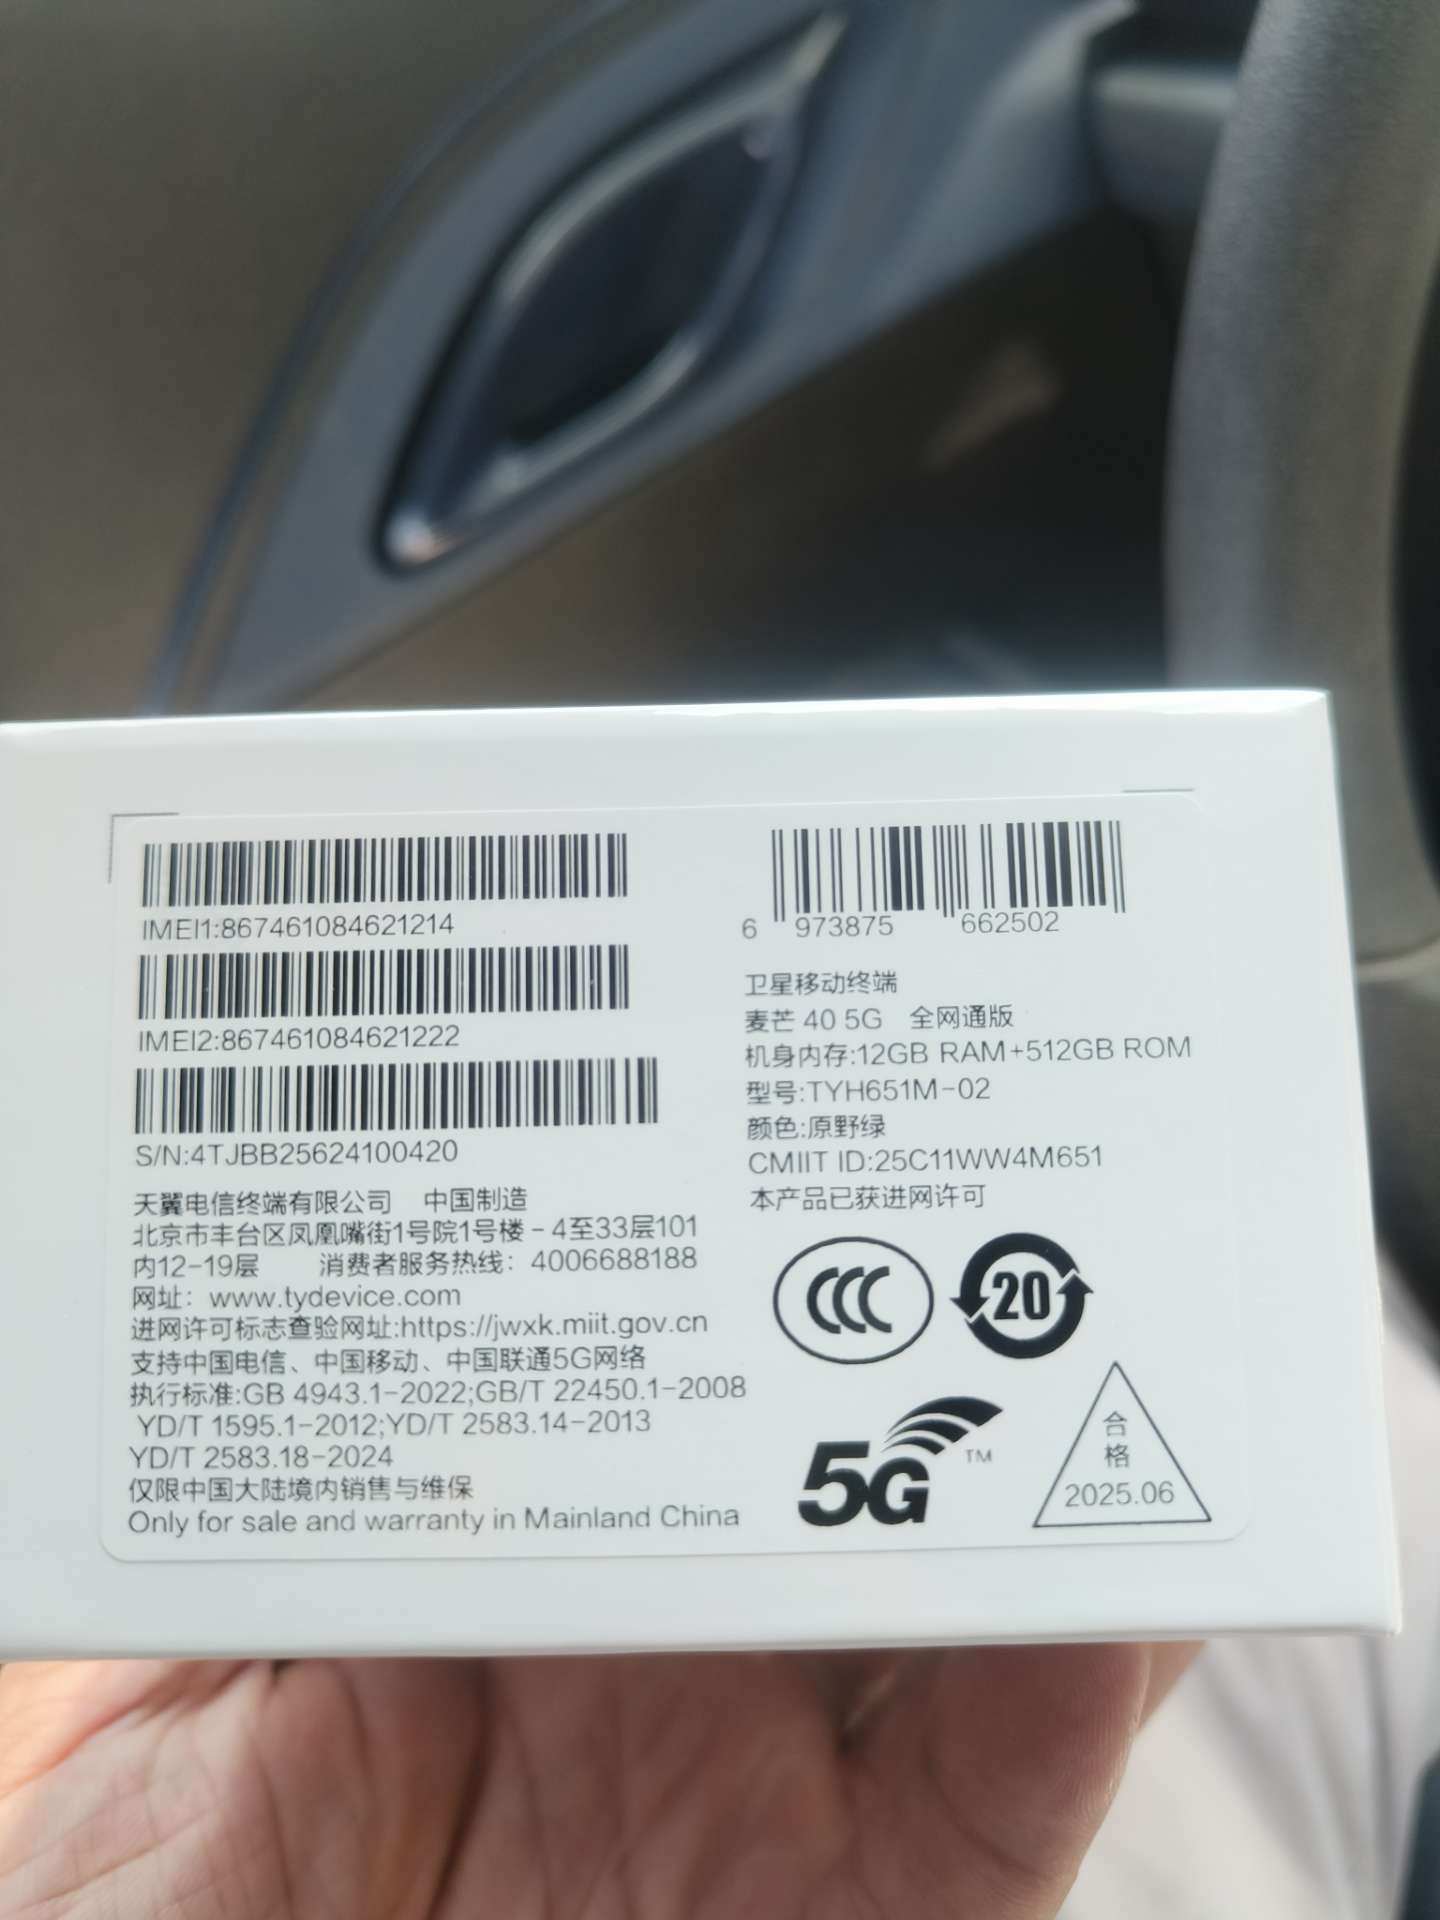 IMEI1:867461084621214
IMEI2:867461084621222
S/N:4TJBB25624100420
天翼电信终端有限公司 中国制造
北京市丰台区凤凰嘴街1号院1号楼-4至33层101
内12-19层 消费者服务热线：4006688188
网址：www.tydevice.com
进网许可标志查验网址:https://jwxk.miit.gov.cn
支持中国电信、中国移动、中国联通5G网络
执行标准:GB 4943.1-2022;GB/T 22450.1-2008
YD/T 1595.1-2012;YD/T 2583.14-2013
YD/T 2583.18-2024
仅限中国大陆境内销售与维保
Only for sale and warranty in Mainland China
6 973875 662502
卫星移动终端
麦芒 40 5G 全网通版
机身内存:12GB RAM+512GB ROM
型号:TYH651M-02
颜色:原野绿
CMIIT ID:25C11WW4M651
本产品已获进网许可
CCC
20
5G TM
合
格
2025.06